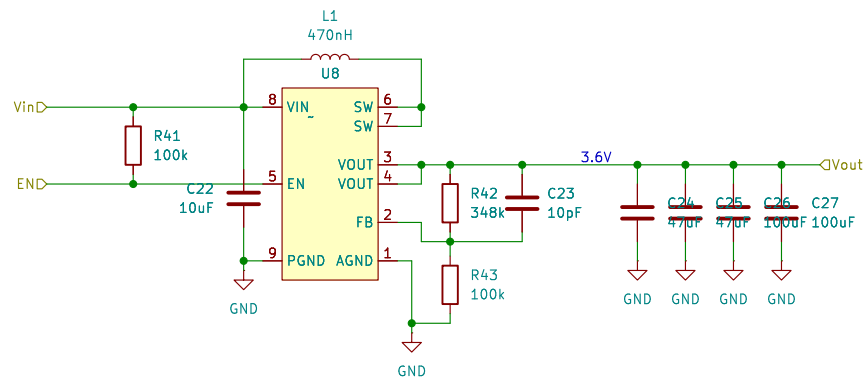 L1
470nH
U8
Vin
EN
R41
100k
C22
10uF
8
VIN
~
5
EN
9
PGND
SW
6
SW
7
VOUT
3
VOUT
4
FB
2
AGND
1
GND
R42
348k
C23
10pF
R43
100k
GND
3.6V
Vout
C24
47uF
C25
47uF
C26
100uF
C27
100uF
GND
GND
GND
GND